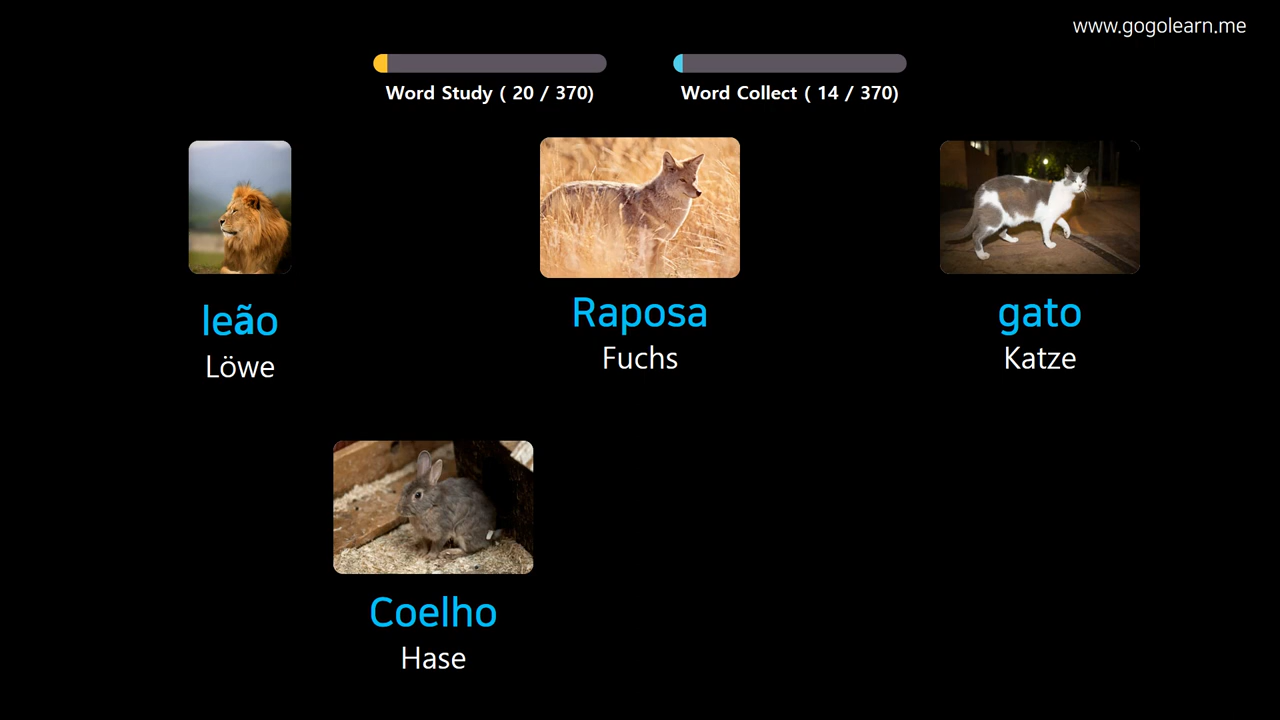 www.gogolearn.me
Word Study ( 20 / 370)
Word Collect ( 14 / 370)
leão
Löwe
Raposa
Fuchs
gato
Katze
Coelho
Hase